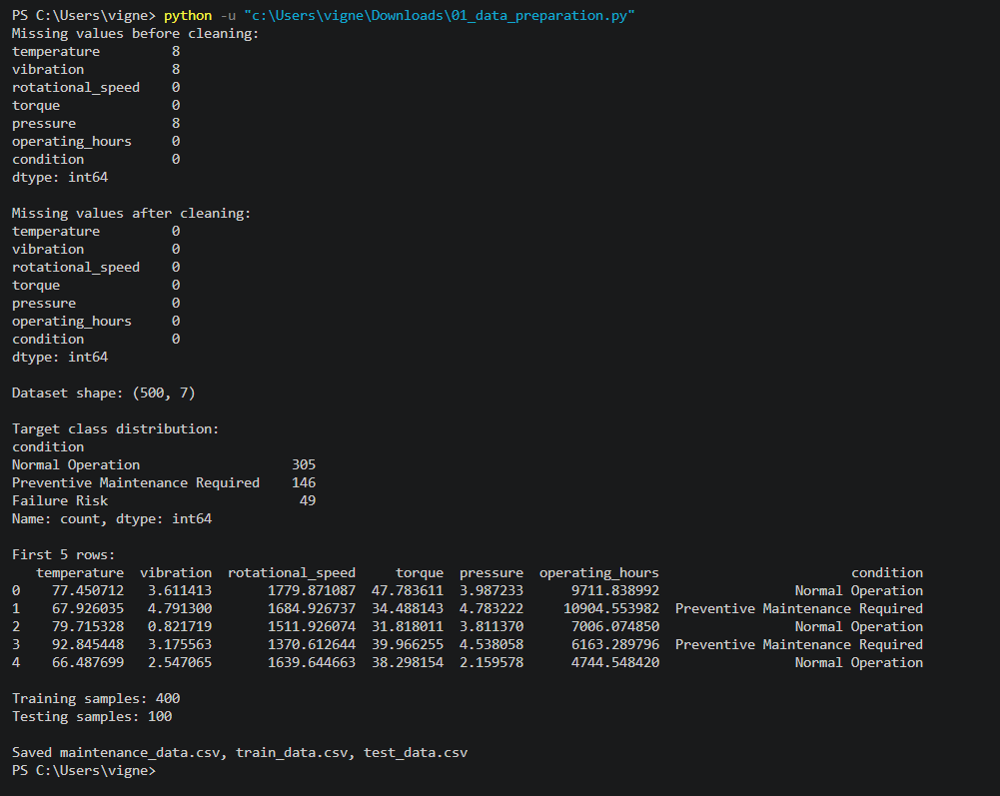 PS C:\Users\vigne> python -u "c:\Users\vigne\Downloads\01_data_preparation.py"
Missing values before cleaning:
temperature         8
vibration           8
rotational_speed    0
torque              0
pressure            8
operating_hours     0
condition           0
dtype: int64

Missing values after cleaning:
temperature         0
vibration           0
rotational_speed    0
torque              0
pressure            0
operating_hours     0
condition           0
dtype: int64

Dataset shape: (500, 7)

Target class distribution:
condition
Normal Operation                   305
Preventive Maintenance Required    146
Failure Risk                        49
Name: count, dtype: int64

First 5 rows:
   temperature  vibration  rotational_speed     torque  pressure  operating_hours                        condition
0    77.450712   3.611413       1779.871087  47.783611  3.987233      9711.838992                 Normal Operation
1    67.926035   4.791300       1684.926737  34.488143  4.783222     10904.553982  Preventive Maintenance Required
2    79.715328   0.821719       1511.926074  31.818011  3.811370      7006.074850                 Normal Operation
3    92.845448   3.175563       1370.612644  39.966255  4.538058      6163.289796  Preventive Maintenance Required
4    66.487699   2.547065       1639.644663  38.298154  2.159578      4744.548420                 Normal Operation

Training samples: 400
Testing samples: 100

Saved maintenance_data.csv, train_data.csv, test_data.csv
PS C:\Users\vigne>